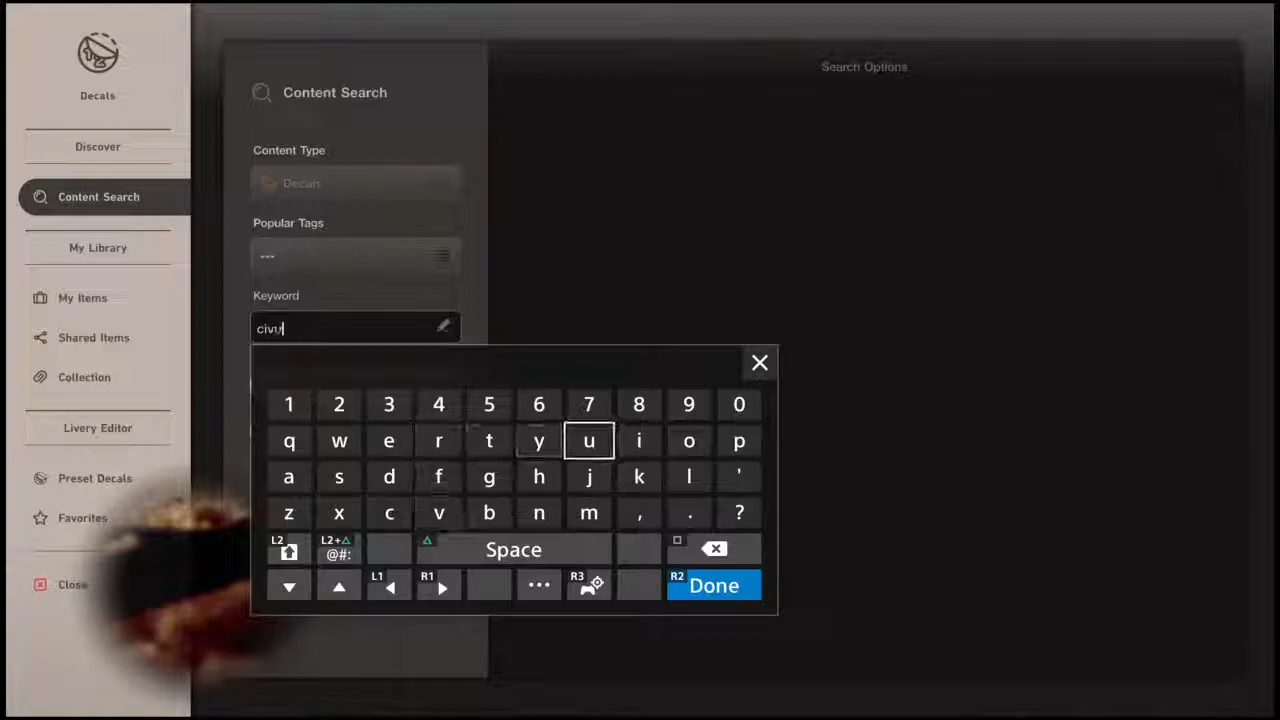 Decals
Discover
Content Search
My Library
My Items
Shared Items
Collection
Livery Editor
Preset Decals
Favorites
Close
Content Search
Content Type
Decals
Popular Tags
---
Keyword
civu
Search Options
1 2 3 4 5 6 7 8 9 0
q w e r t y u i o p
a s d f g h j k l '
z x c v b n m , . ?
L2 L2+△ @#: △ Space □
L1 R1 ... R3 R2 Done